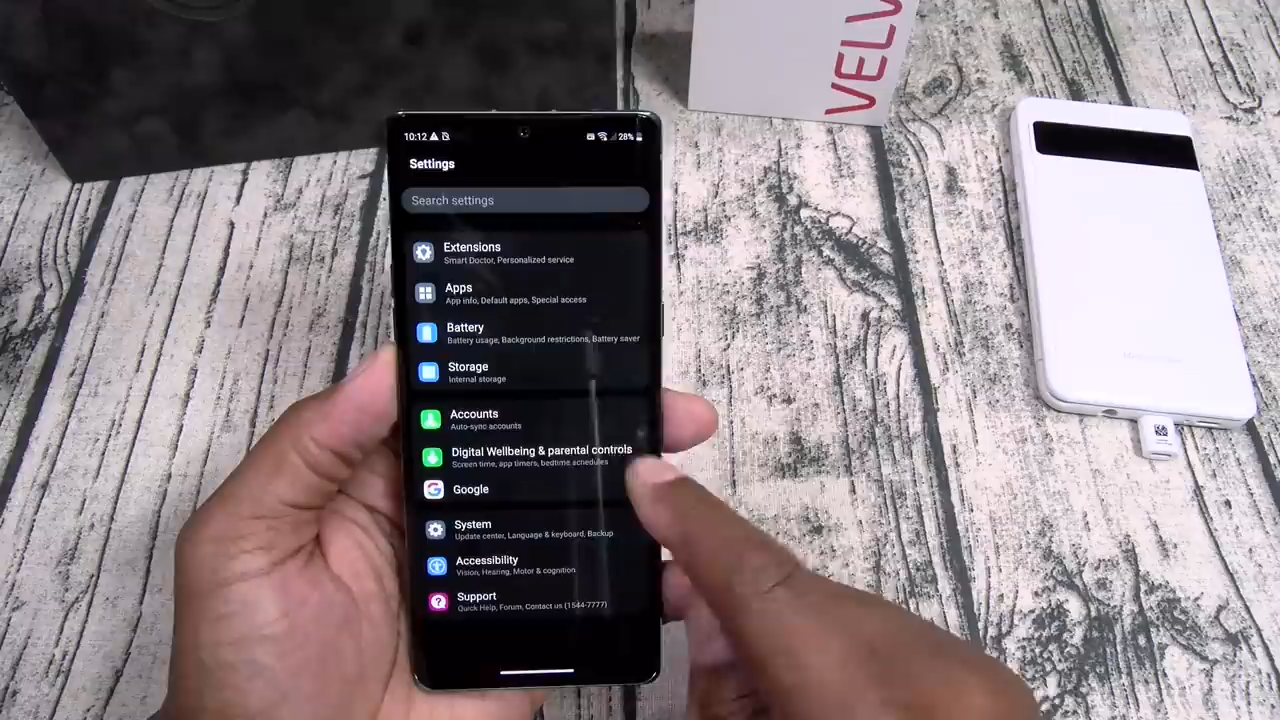 VELV
10:12
28%
Settings
Search settings
Extensions
Smart Doctor, Personalized service
Apps
App info, Default apps, Special access
Battery
Battery usage, Background restrictions, Battery saver
Storage
Internal storage
Accounts
Auto-sync accounts
Digital Wellbeing & parental controls
Screen time, app timers, bedtime schedules
Google
System
Update center, Language & keyboard, Backup
Accessibility
Vision, Hearing, Motor & cognition
Support
Quick Help, Forum, Contact us (1544-7777)